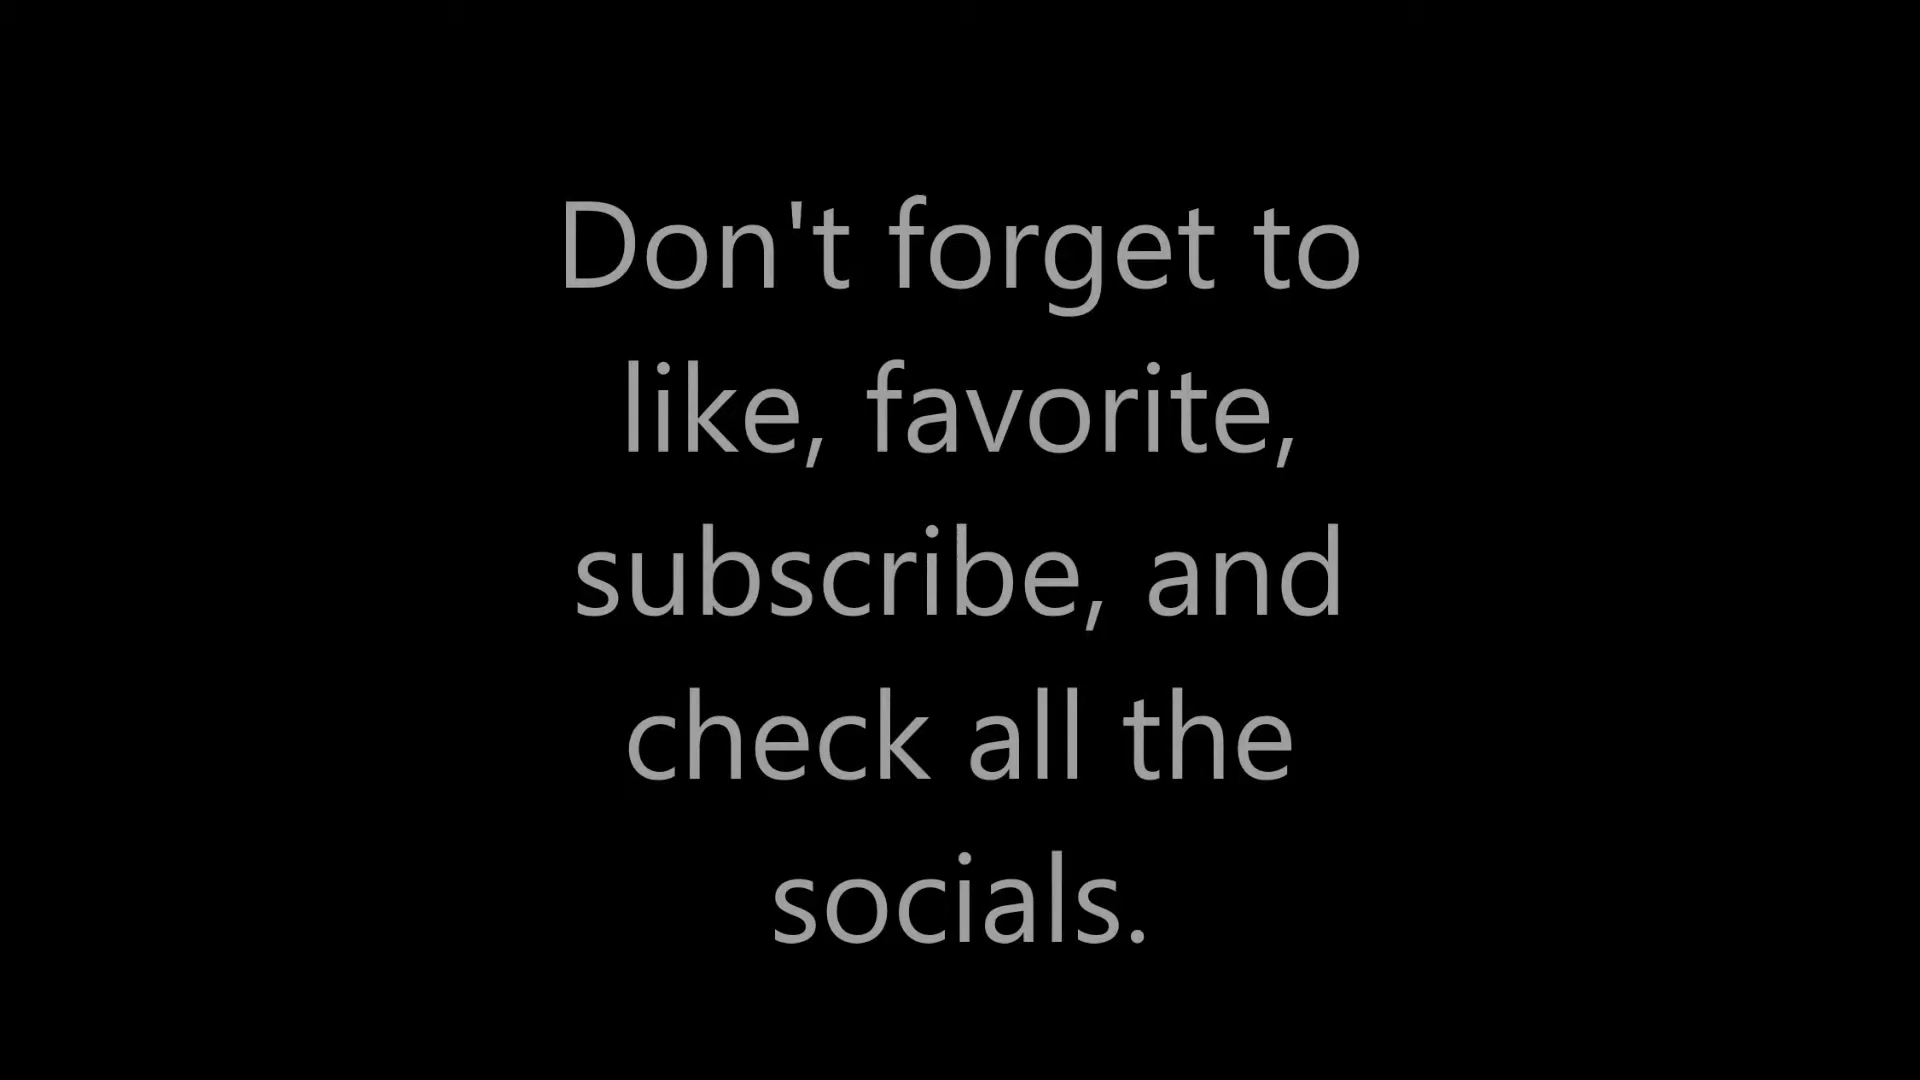 Don't forget to
like, favorite,
subscribe, and
check all the
socials.